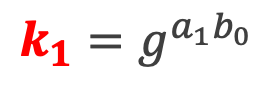 k₁ = g^{a₁b₀}